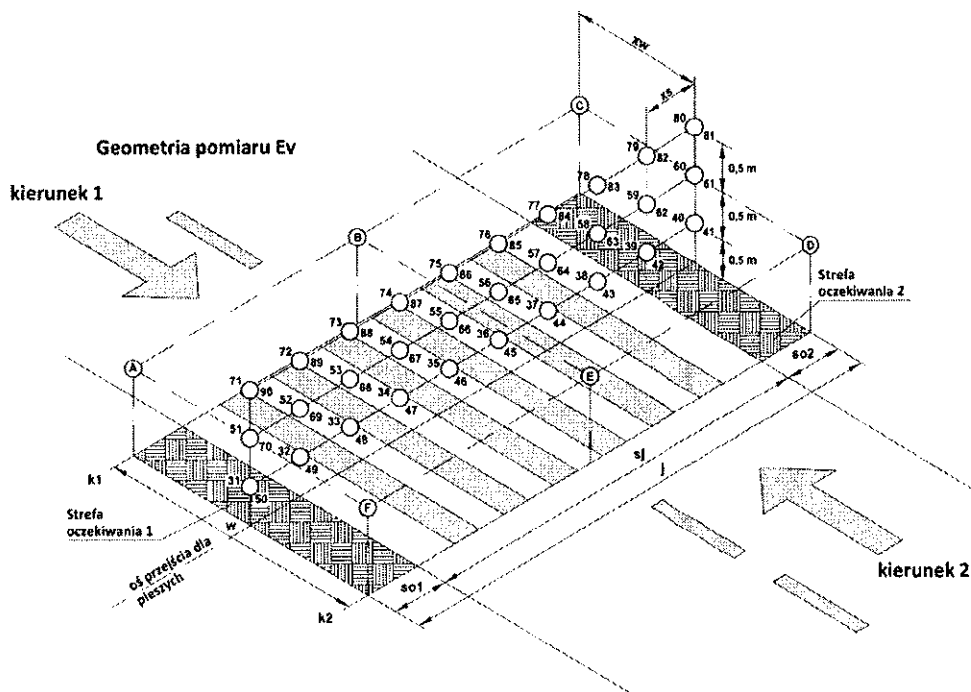 xw
xs
C
80
81
79
82
0,5 m
Geometria pomiaru Ev
78
83
60
61
kierunek 1
77
84
59
62
0,5 m
58
63
40
41
B
76
85
39
42
0,5 m
D
57
64
75
86
38
43
Strefa
oczekiwania 2
56
65
74
87
37
44
55
66
73
88
36
45
so2
A
54
67
72
89
35
46
E
53
68
71
90
34
47
52
69
sj
j
51
70
33
48
32
49
k1
31
50
F
Strefa
oczekiwania 1
w
oś przejścia dla
pieszych
so1
k2
kierunek 2